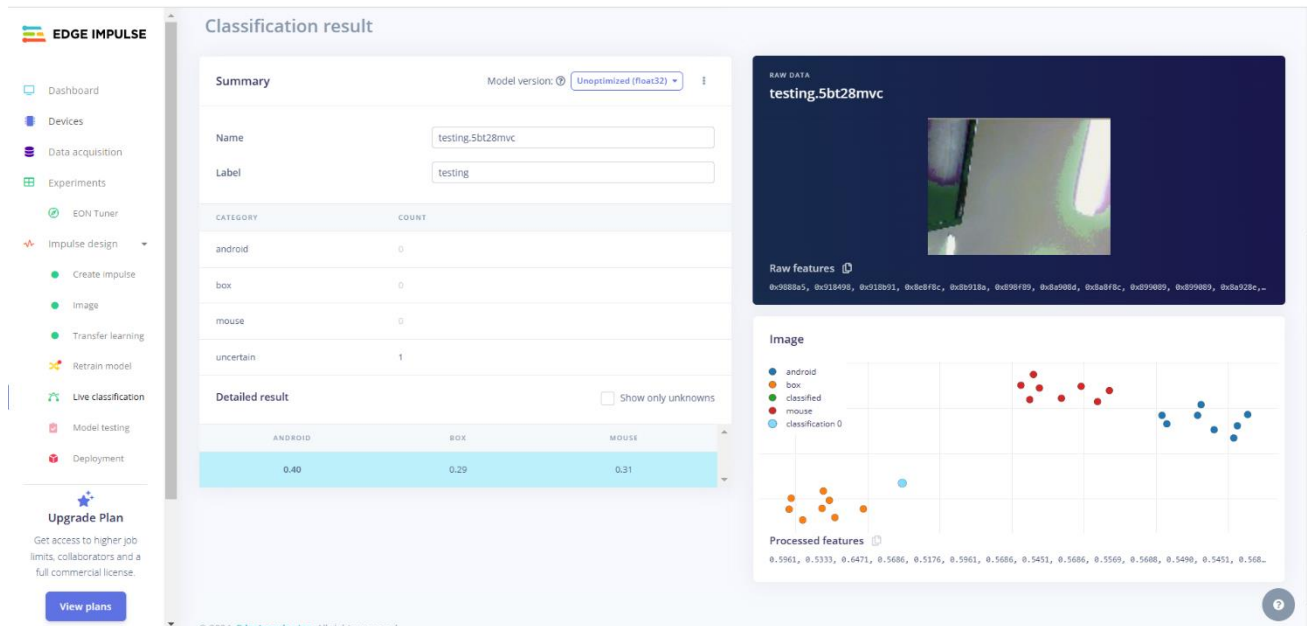 EDGE IMPULSE
Dashboard
Devices
Data acquisition
Experiments
EON Tuner
Impulse design
Create impulse
Image
Transfer learning
Retrain model
Live classification
Model testing
Deployment
Upgrade Plan
Get access to higher job
limits, collaborators and a
full commercial license.
View plans
Classification result
Summary
Model version: Unoptimized (float32)
Name testing.5bt28mvc
Label testing
CATEGORY COUNT
android 0
box 0
mouse 0
uncertain 1
Detailed result Show only unknowns
ANDROID BOX MOUSE
0.40 0.29 0.31
RAW DATA
testing.5bt28mvc
Raw features
0x9888a5, 0x918498, 0x918b91, 0x8e8f8c, 0x8b918a, 0x898f89, 0x8a908d, 0x8a8f8c, 0x899089, 0x899089, 0x8a928e,…
Image
android
box
classified
mouse
classification 0
Processed features
0.5961, 0.5333, 0.6471, 0.5686, 0.5176, 0.5961, 0.5686, 0.5451, 0.5686, 0.5569, 0.5608, 0.5490, 0.5451, 0.568…